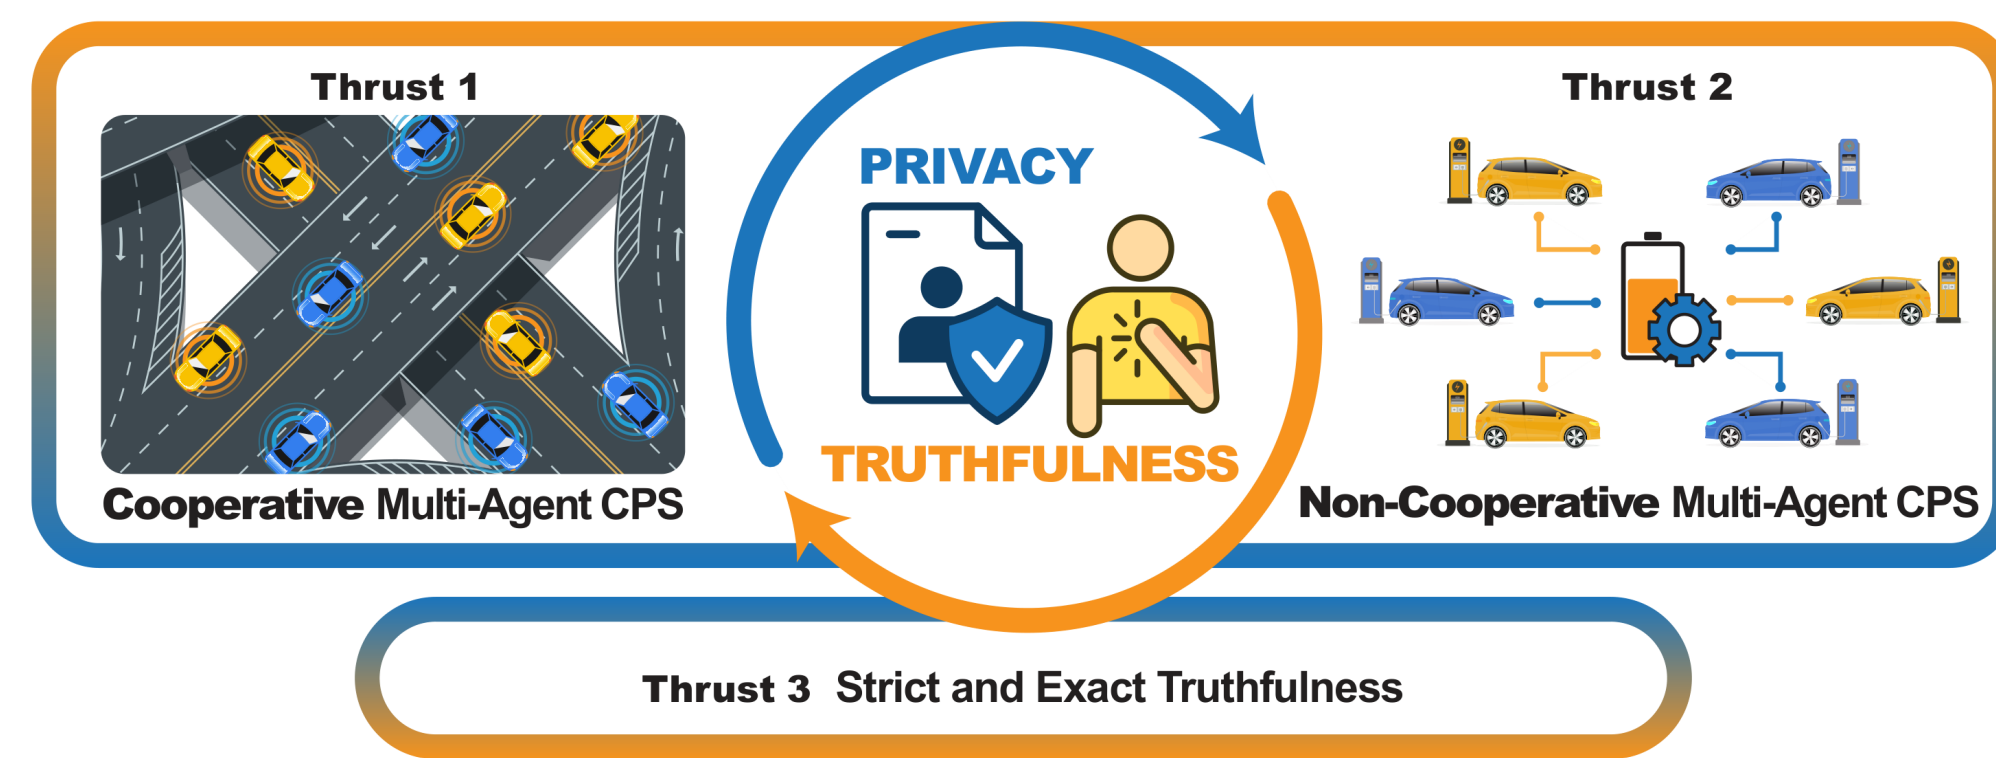 Thrust 1
Cooperative Multi-Agent CPS
PRIVACY
TRUTHFULNESS
Thrust 2
Non-Cooperative Multi-Agent CPS
Thrust 3 Strict and Exact Truthfulness